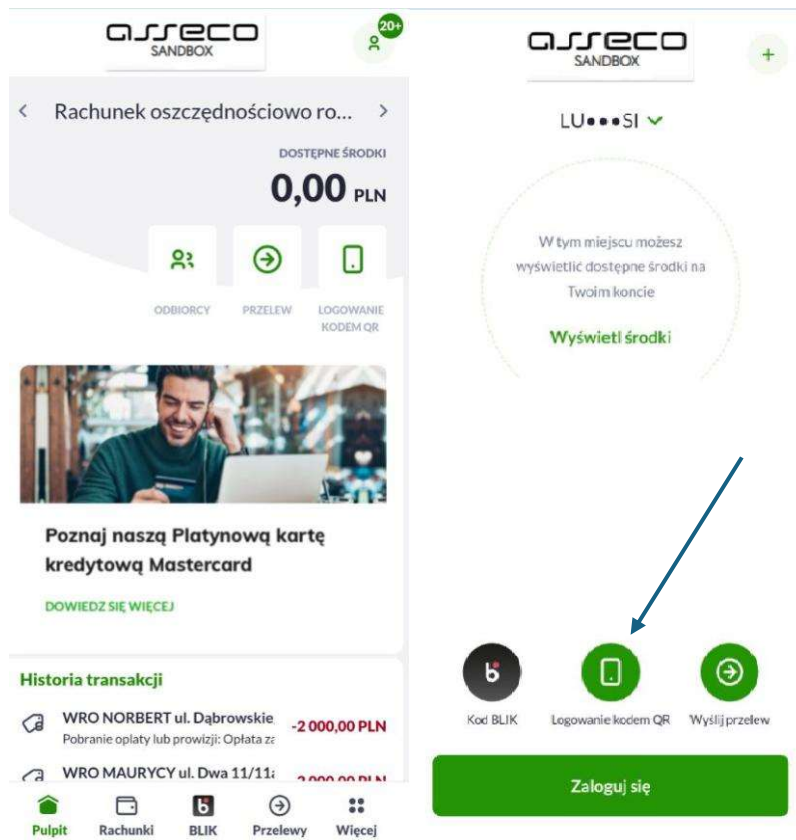 asseco
SANDBOX
20+
Rachunek oszczędnościowo ro...
DOSTĘPNE ŚRODKI
0,00 PLN
ODBIORCY
PRZELEW
LOGOWANIE
KODEM QR
Poznaj naszą Platynową kartę
kredytową Mastercard
DOWIEDZ SIĘ WIĘCEJ
Historia transakcji
WRO NORBERT ul. Dąbrowskie
-2 000,00 PLN
Pobranie opłaty lub prowizji: Opłata za
WRO MAURYCY ul. Dwa 11/11
-2 000,00 PLN
Pulpit
Rachunki
BLIK
Przelewy
Więcej
asseco
SANDBOX
LU•••SI
W tym miejscu możesz
wyświetlić dostępne środki na
Twoim koncie
Wyświetl środki
Kod BLIK
Logowanie kodem QR
Wyślij przelew
Zaloguj się